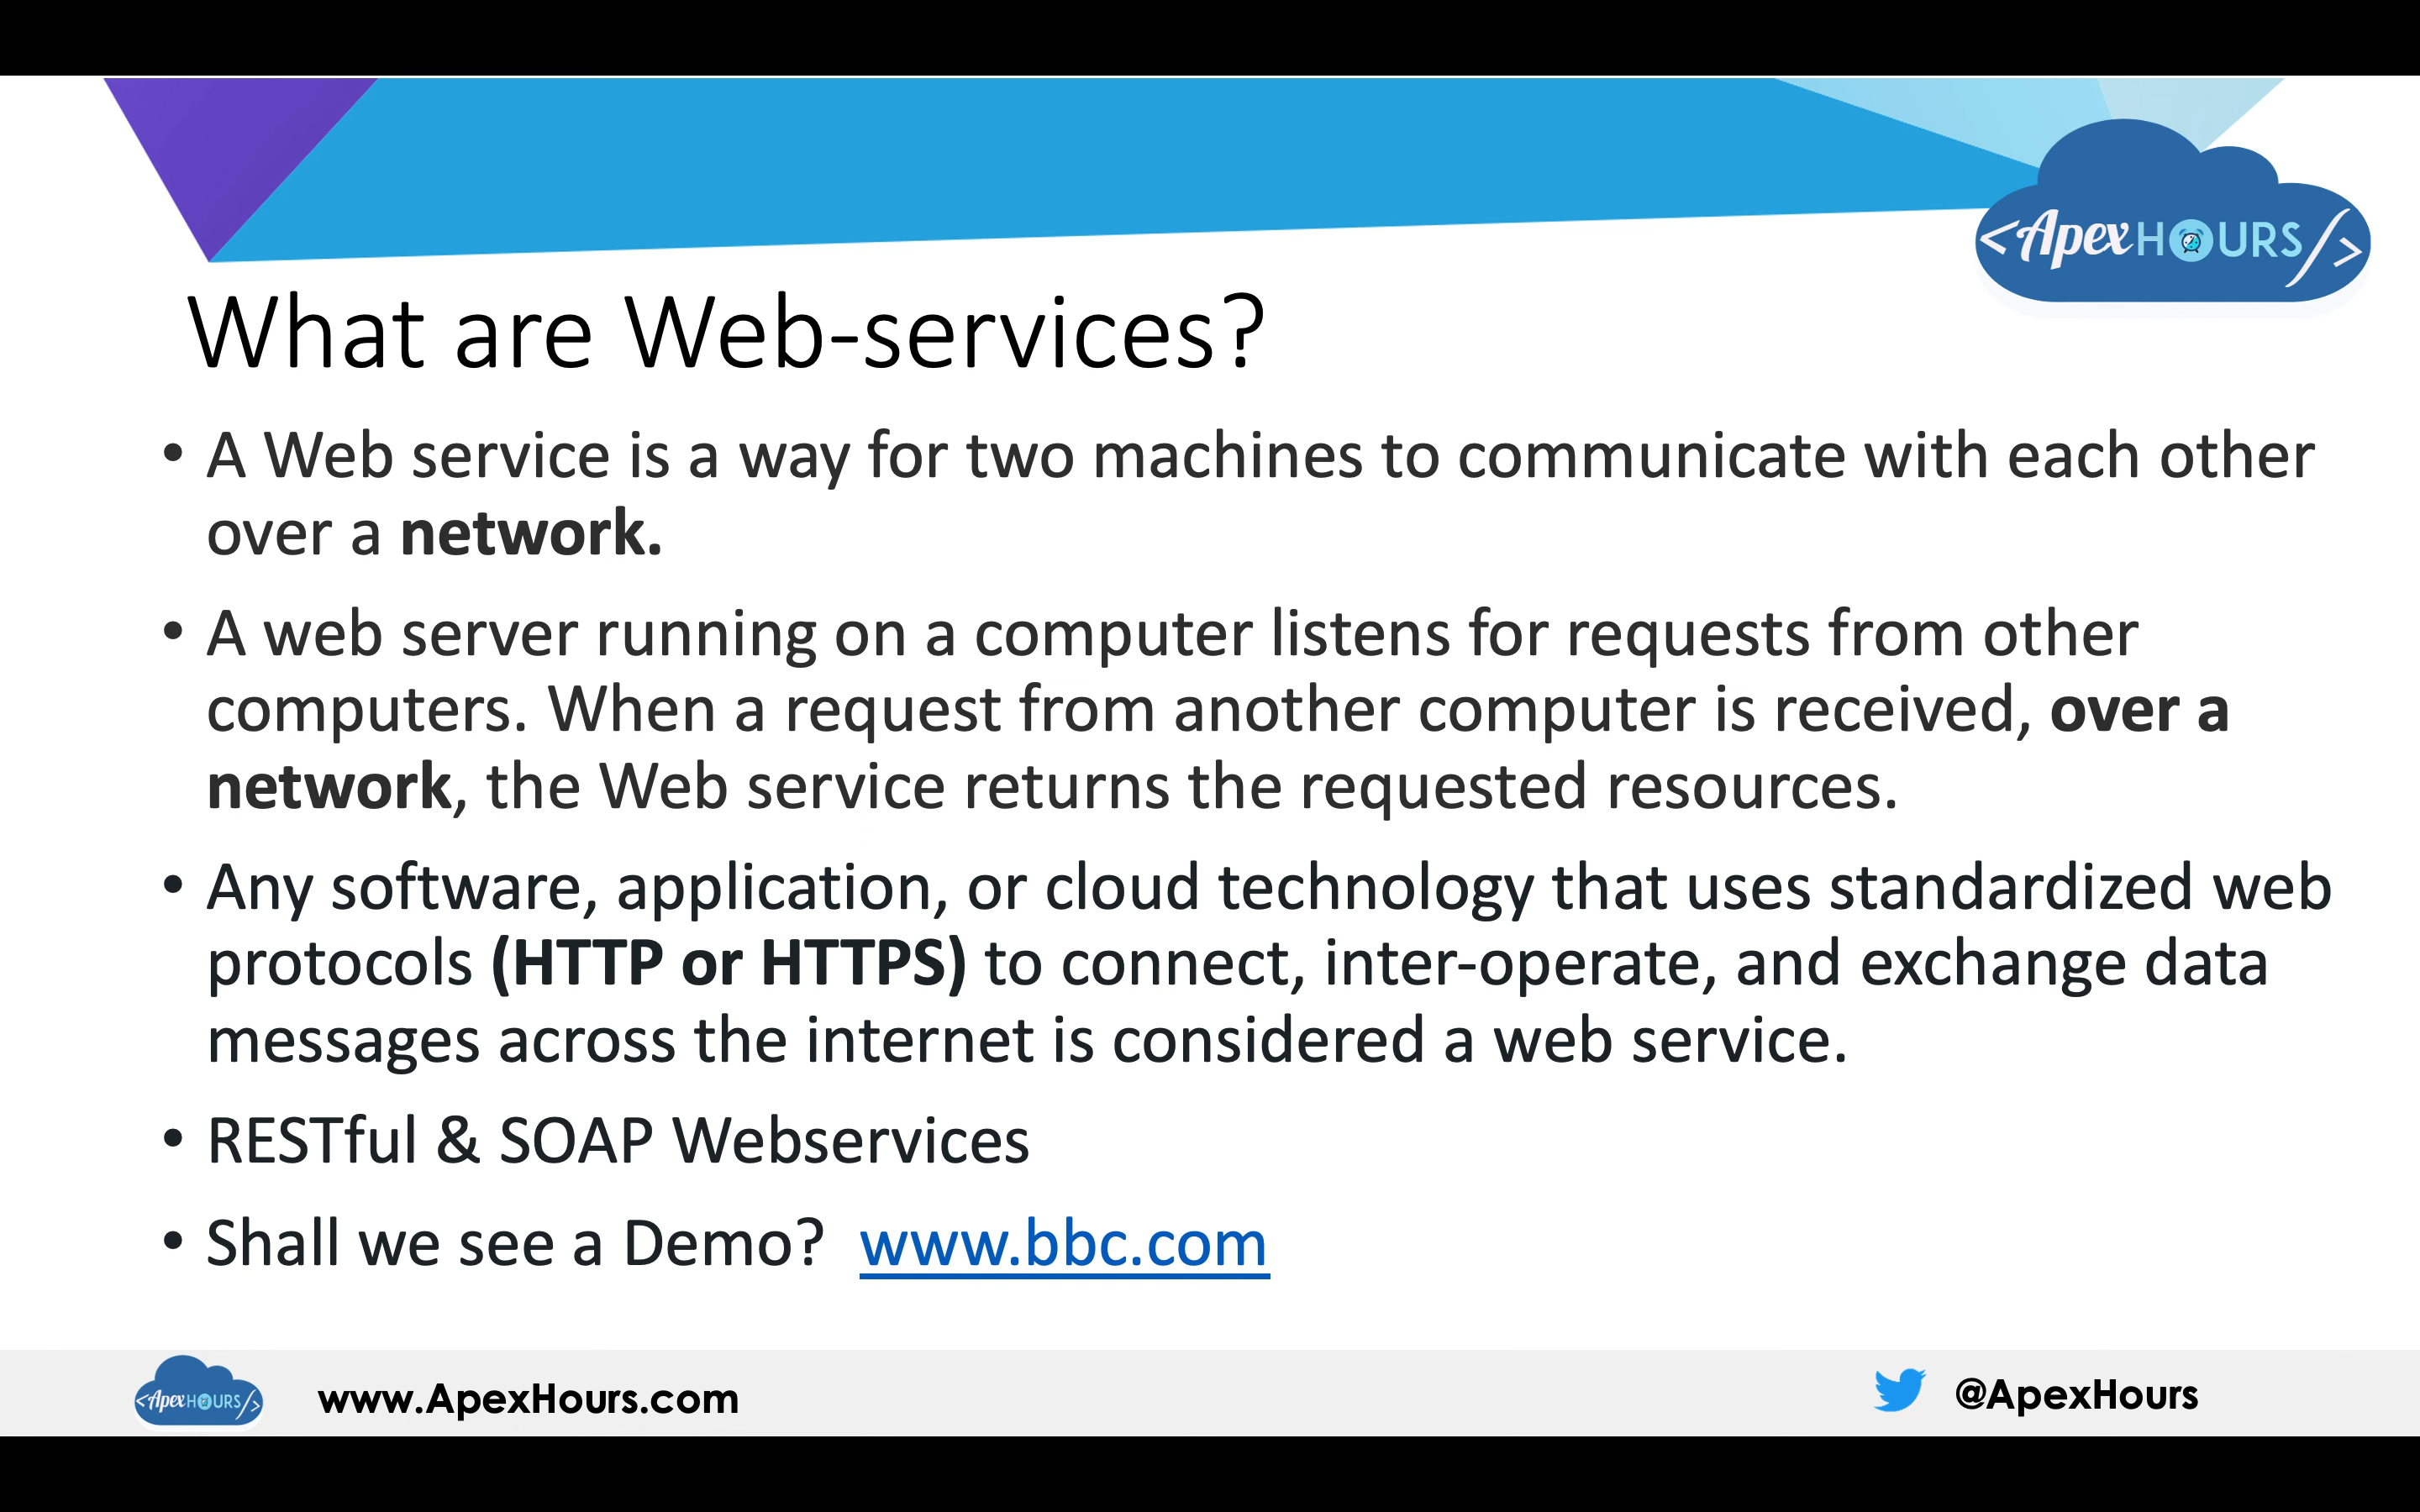 <ApexHOURS/>
What are Web-services?
• A Web service is a way for two machines to communicate with each other
over a network.
• A web server running on a computer listens for requests from other
computers. When a request from another computer is received, over a
network, the Web service returns the requested resources.
• Any software, application, or cloud technology that uses standardized web
protocols (HTTP or HTTPS) to connect, inter-operate, and exchange data
messages across the internet is considered a web service.
• RESTful & SOAP Webservices
• Shall we see a Demo? www.bbc.com
<ApexHOURS/>
www.ApexHours.com
@ApexHours